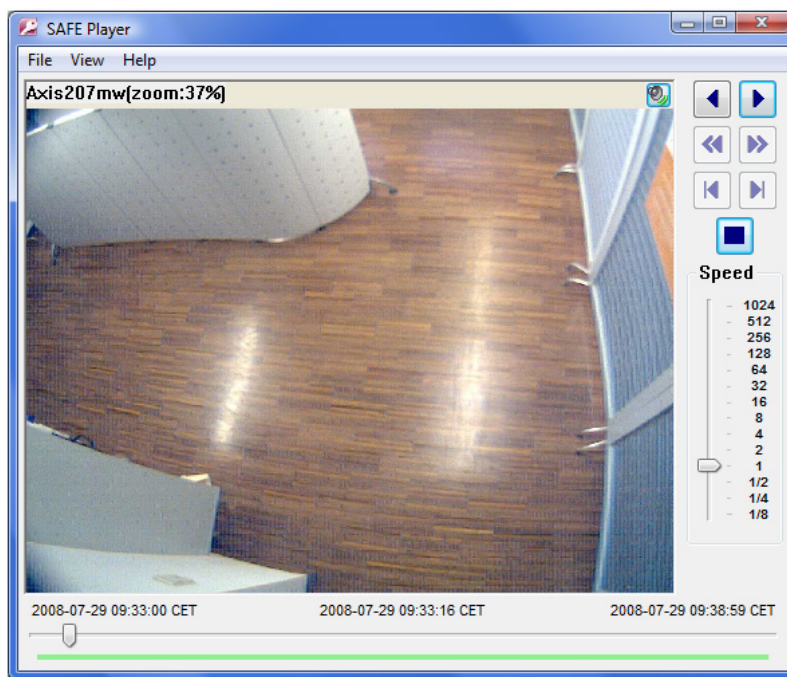 SAFE Player
File View Help
Axis207mw(zoom:37%)
Speed
1024
512
256
128
64
32
16
8
4
2
1
1/2
1/4
1/8
2008-07-29 09:33:00 CET 2008-07-29 09:33:16 CET 2008-07-29 09:38:59 CET